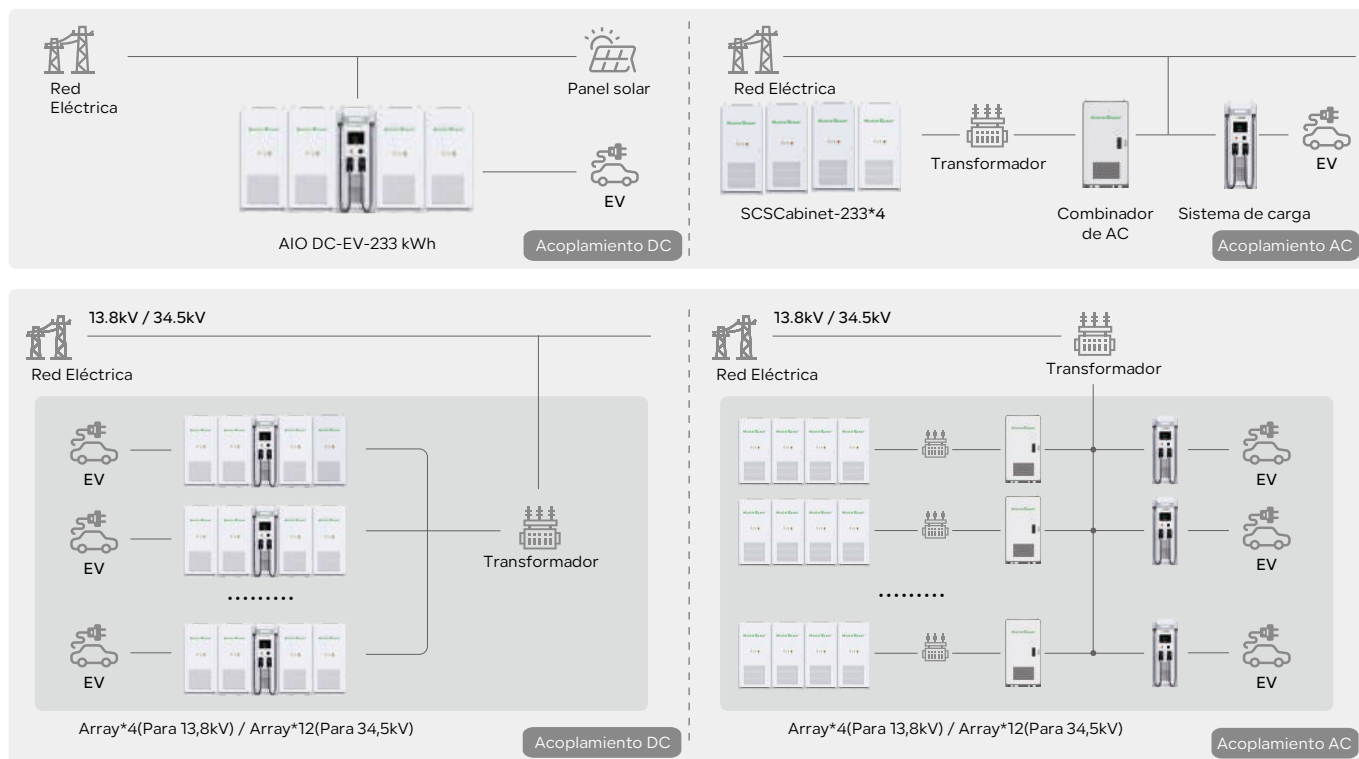 Red
Eléctrica
Panel solar
EV
AIO DC-EV-233 kWh
Acoplamiento DC
Red Eléctrica
Transformador
EV
SCSCabinet-233*4
Combinador
de AC
Sistema de carga
Acoplamiento AC
13.8kV / 34.5kV
Red Eléctrica
EV
EV
Transformador
.........
EV
Array*4(Para 13,8kV) / Array*12(Para 34,5kV)
Acoplamiento DC
13.8kV / 34.5kV
Red Eléctrica
Transformador
EV
EV
.........
EV
Array*4(Para 13,8kV) / Array*12(Para 34,5kV)
Acoplamiento AC